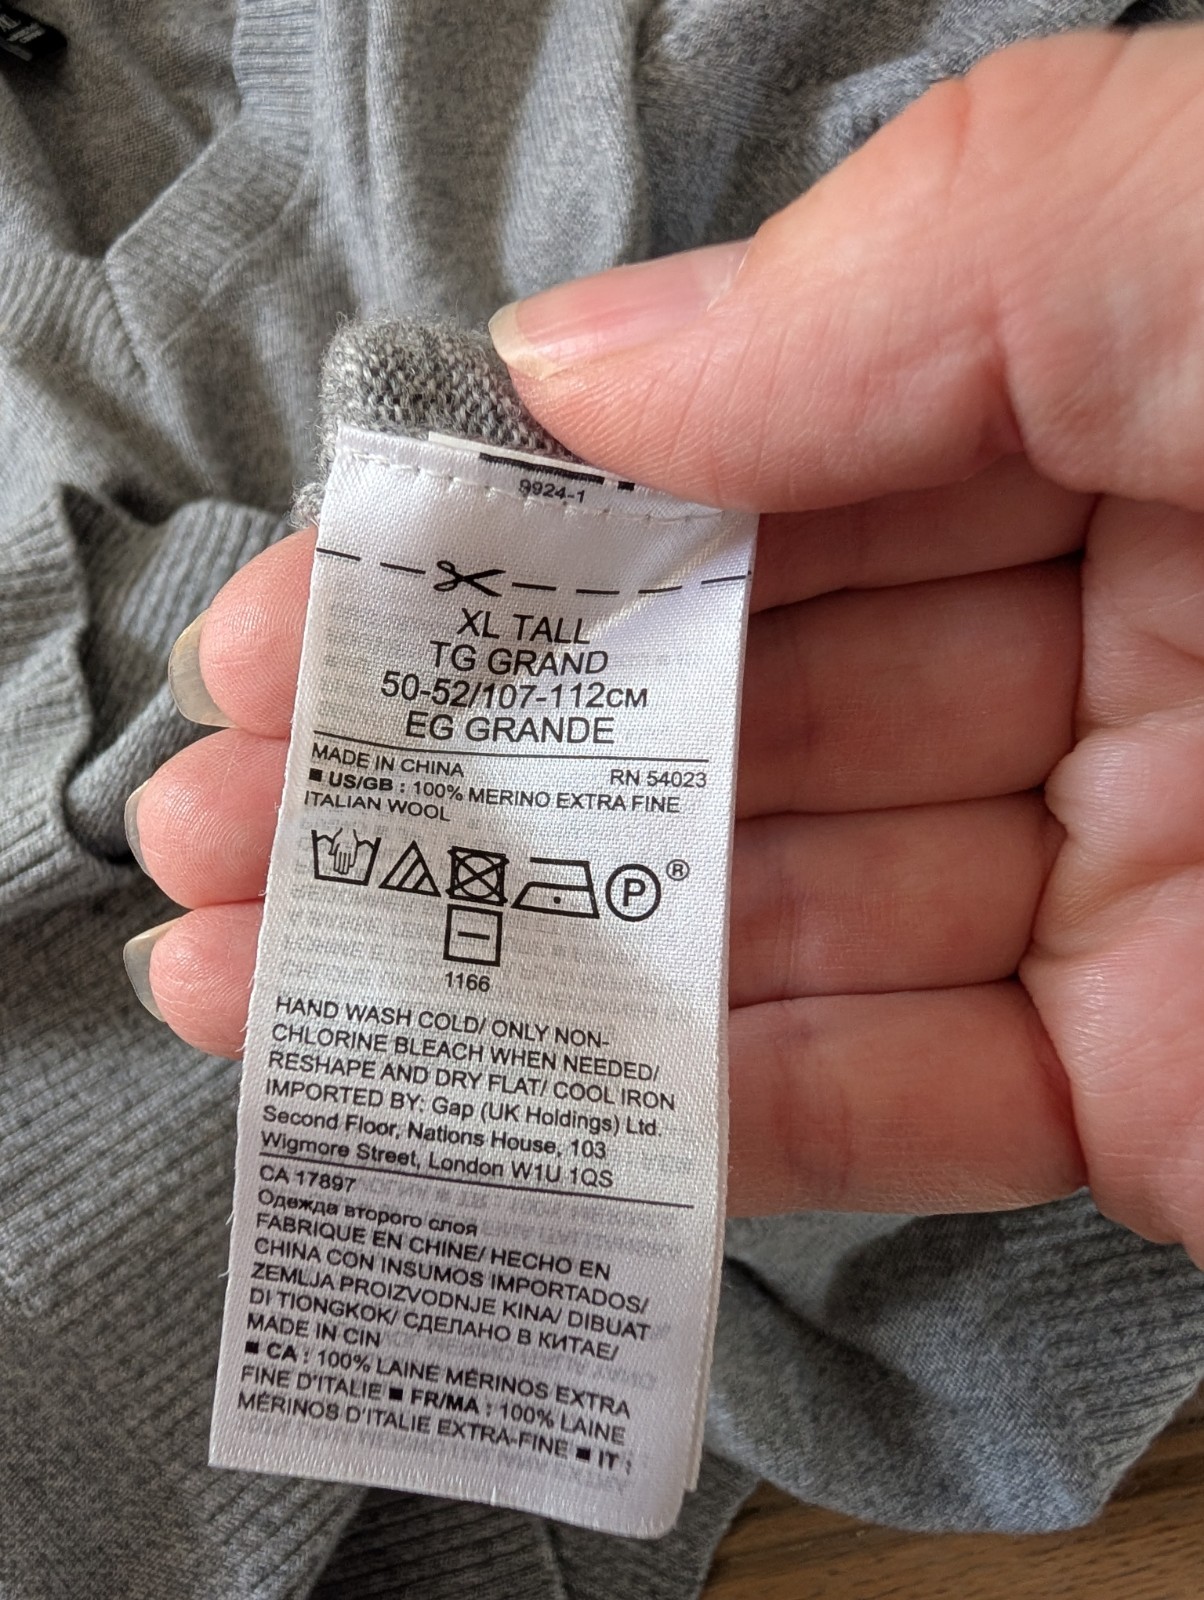 9924-1
XL TALL
TG GRAND
50-52/107-112CM
EG GRANDE
MADE IN CHINA RN 54023
■ US/GB : 100% MERINO EXTRA FINE
ITALIAN WOOL
P ®
1166
HAND WASH COLD/ ONLY NON-
CHLORINE BLEACH WHEN NEEDED/
RESHAPE AND DRY FLAT/ COOL IRON
IMPORTED BY: Gap (UK Holdings) Ltd.
Second Floor, Nations House, 103
Wigmore Street, London W1U 1QS
CA 17897
Одежда второго слоя
FABRIQUE EN CHINE/ HECHO EN
CHINA CON INSUMOS IMPORTADOS/
ZEMLJA PROIZVODNJE KINA/ DIBUAT
DI TIONGKOK/ СДЕЛАНО В КИТАЕ/
MADE IN CIN
■ CA : 100% LAINE MÉRINOS EXTRA
FINE D'ITALIE ■ FR/MA : 100% LAINE
MÉRINOS D'ITALIE EXTRA-FINE ■ IT :